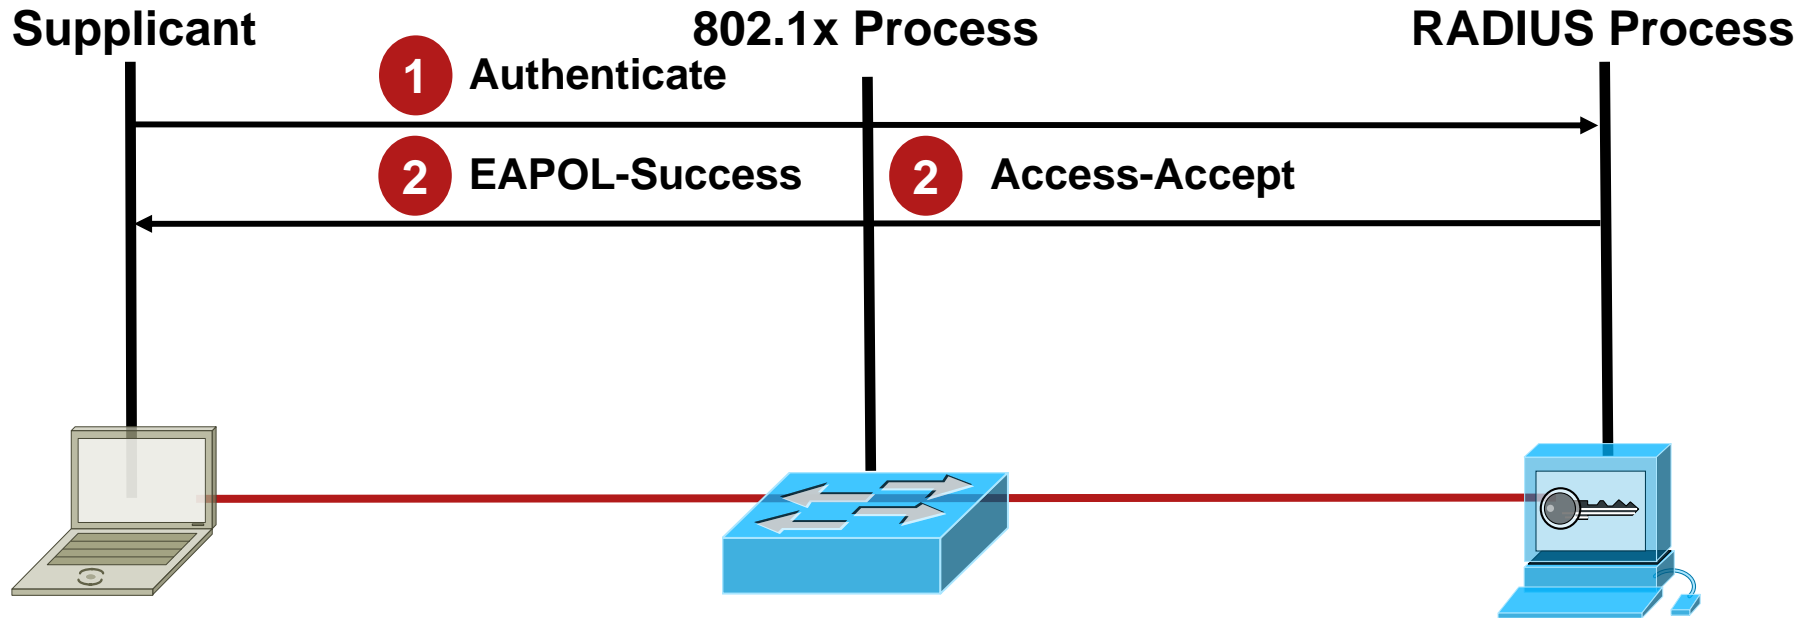 Supplicant
802.1x Process
RADIUS Process
1 Authenticate
2 EAPOL-Success
2 Access-Accept